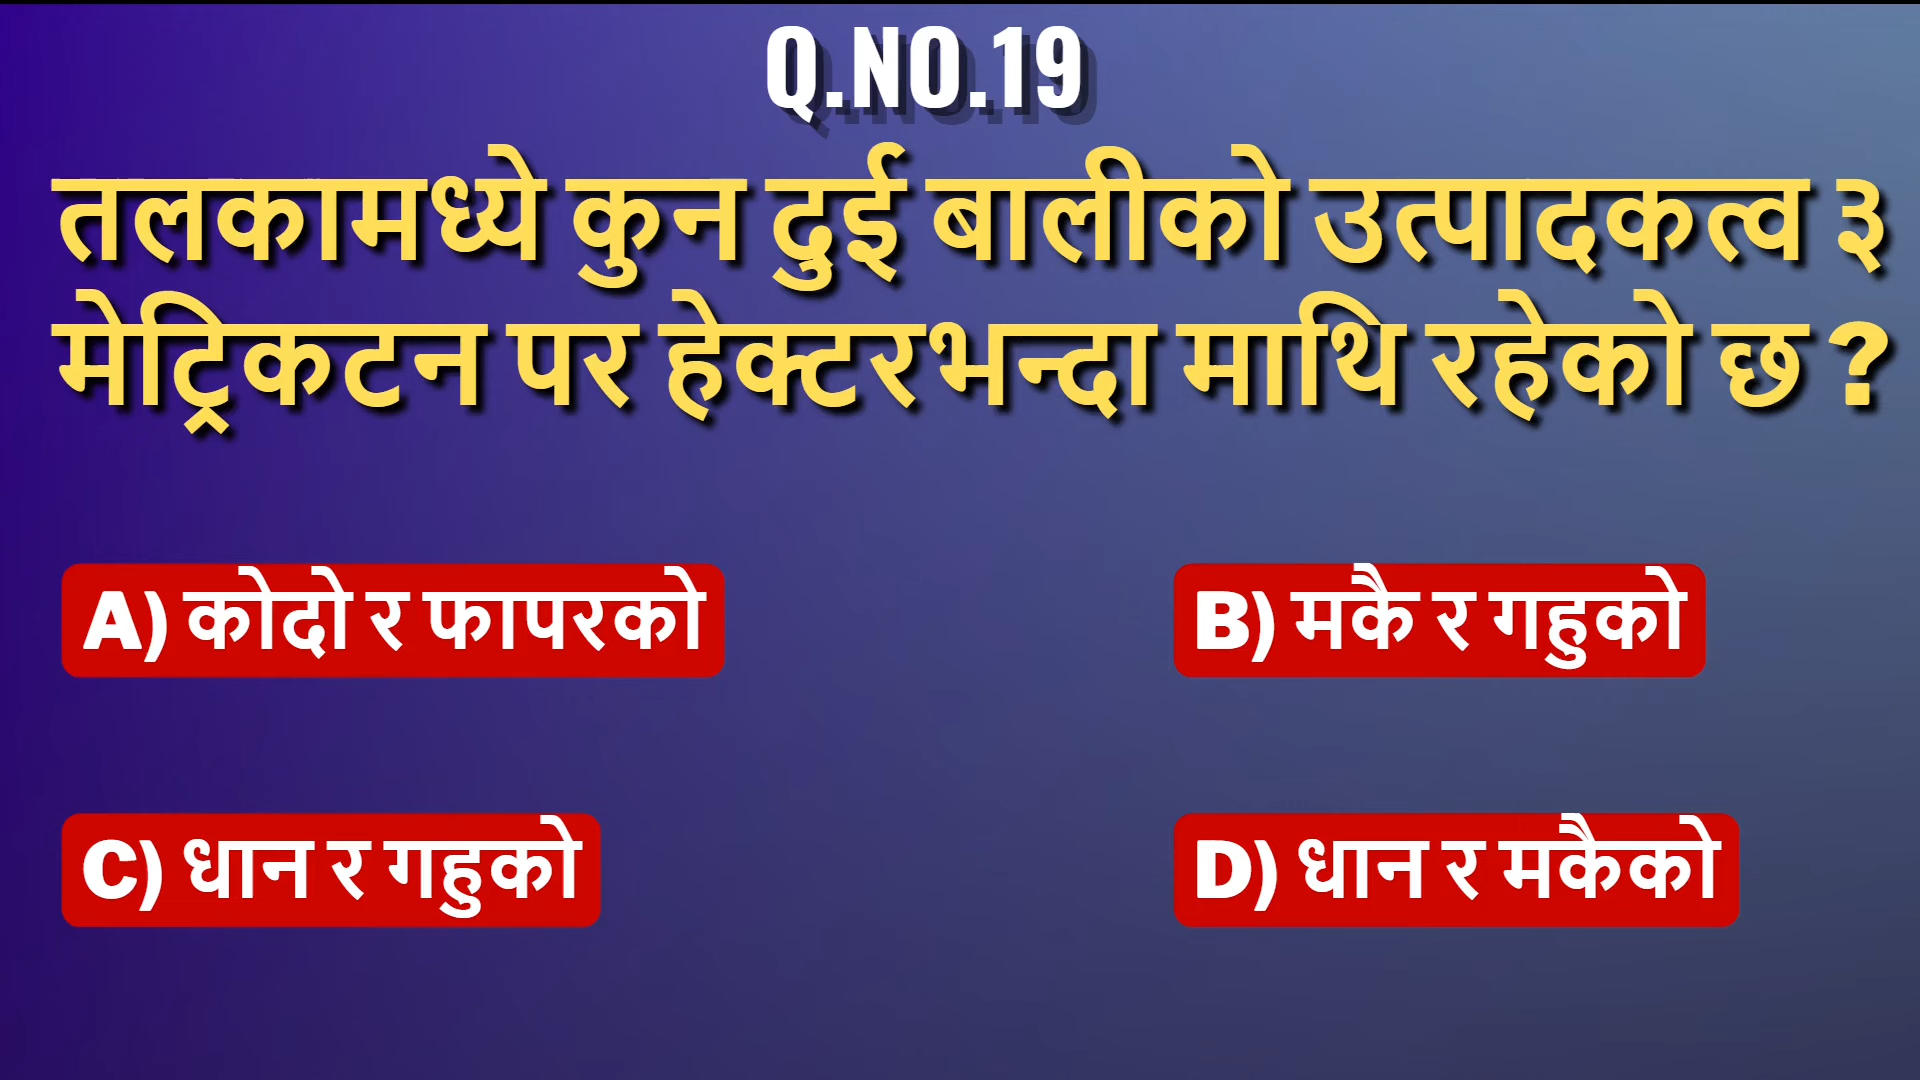 Q.NO.19
तलकामध्ये कुन दुई बालीको उत्पादकत्व ३
मेट्रिकटन पर हेक्टरभन्दा माथि रहेको छ ?
A) कोदो र फापरको
B) मकै र गहुको
C) धान र गहुको
D) धान र मकैको